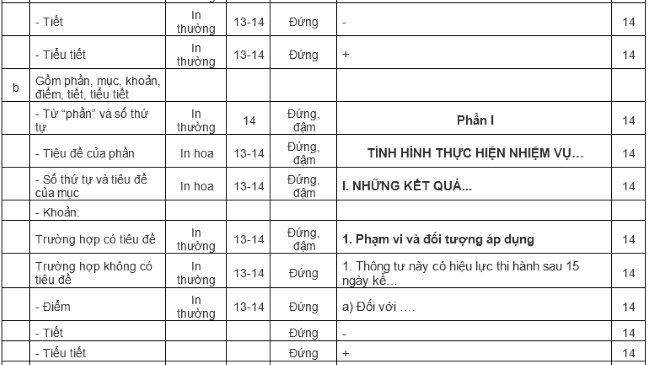 - Tiết In thường 13-14 Đứng - 14
- Tiểu tiết In thường 13-14 Đứng + 14
b Gồm phần, mục, khoản, điểm, tiết, tiểu tiết
- Từ “phần” và số thứ tự In thường 14 Đứng, đậm Phần I 14
- Tiêu đề của phần In hoa 13-14 Đứng, đậm TÌNH HÌNH THỰC HIỆN NHIỆM VỤ… 14
- Số thứ tự và tiêu đề của mục In hoa 13-14 Đứng, đậm I. NHỮNG KẾT QUẢ... 14
- Khoản:
Trường hợp có tiêu đề In thường 13-14 Đứng, đậm 1. Phạm vi và đối tượng áp dụng 14
Trường hợp không có tiêu đề In thường 13-14 Đứng 1. Thông tư này có hiệu lực thi hành sau 15 ngày kể... 14
- Điểm In thường 13-14 Đứng a) Đối với .... 14
- Tiết Đứng - 14
- Tiểu tiết Đứng + 14